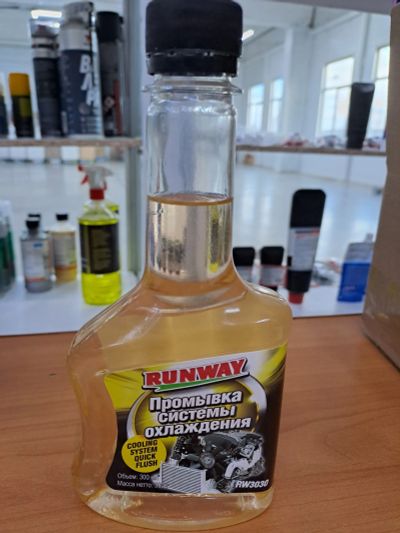 RUNWAY
Промывка
системы
охлаждения
COOLING
SYSTEM
QUICK
FLUSH
Объем: 300
Масса нетто:
RW3030